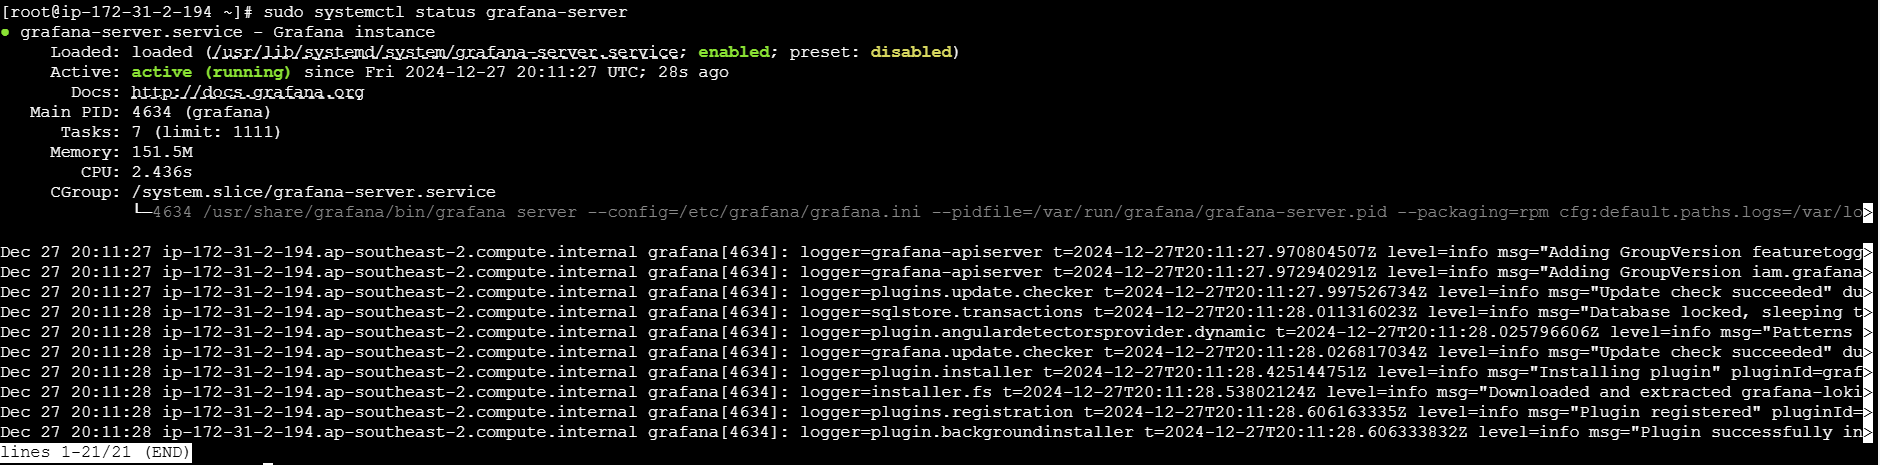 [root@ip-172-31-2-194 ~]# sudo systemctl status grafana-server
● grafana-server.service - Grafana instance
     Loaded: loaded (/usr/lib/systemd/system/grafana-server.service; enabled; preset: disabled)
     Active: active (running) since Fri 2024-12-27 20:11:27 UTC; 28s ago
       Docs: http://docs.grafana.org
   Main PID: 4634 (grafana)
      Tasks: 7 (limit: 1111)
     Memory: 151.5M
        CPU: 2.436s
     CGroup: /system.slice/grafana-server.service
             └─4634 /usr/share/grafana/bin/grafana server --config=/etc/grafana/grafana.ini --pidfile=/var/run/grafana/grafana-server.pid --packaging=rpm cfg:default.paths.logs=/var/lo>
Dec 27 20:11:27 ip-172-31-2-194.ap-southeast-2.compute.internal grafana[4634]: logger=grafana-apiserver t=2024-12-27T20:11:27.970804507Z level=info msg="Adding GroupVersion featuretogg>
Dec 27 20:11:27 ip-172-31-2-194.ap-southeast-2.compute.internal grafana[4634]: logger=grafana-apiserver t=2024-12-27T20:11:27.972940291Z level=info msg="Adding GroupVersion iam.grafana>
Dec 27 20:11:27 ip-172-31-2-194.ap-southeast-2.compute.internal grafana[4634]: logger=plugins.update.checker t=2024-12-27T20:11:27.997526734Z level=info msg="Update check succeeded" du>
Dec 27 20:11:28 ip-172-31-2-194.ap-southeast-2.compute.internal grafana[4634]: logger=sqlstore.transactions t=2024-12-27T20:11:28.011316023Z level=info msg="Database locked, sleeping t>
Dec 27 20:11:28 ip-172-31-2-194.ap-southeast-2.compute.internal grafana[4634]: logger=plugin.angulardetectorsprovider.dynamic t=2024-12-27T20:11:28.025796606Z level=info msg="Patterns >
Dec 27 20:11:28 ip-172-31-2-194.ap-southeast-2.compute.internal grafana[4634]: logger=grafana.update.checker t=2024-12-27T20:11:28.026817034Z level=info msg="Update check succeeded" du>
Dec 27 20:11:28 ip-172-31-2-194.ap-southeast-2.compute.internal grafana[4634]: logger=plugin.installer t=2024-12-27T20:11:28.425144751Z level=info msg="Installing plugin" pluginId=graf>
Dec 27 20:11:28 ip-172-31-2-194.ap-southeast-2.compute.internal grafana[4634]: logger=installer.fs t=2024-12-27T20:11:28.53802124Z level=info msg="Downloaded and extracted grafana-loki>
Dec 27 20:11:28 ip-172-31-2-194.ap-southeast-2.compute.internal grafana[4634]: logger=plugins.registration t=2024-12-27T20:11:28.606163335Z level=info msg="Plugin registered" pluginId=>
Dec 27 20:11:28 ip-172-31-2-194.ap-southeast-2.compute.internal grafana[4634]: logger=plugin.backgroundinstaller t=2024-12-27T20:11:28.606333832Z level=info msg="Plugin successfully in>
lines 1-21/21 (END)